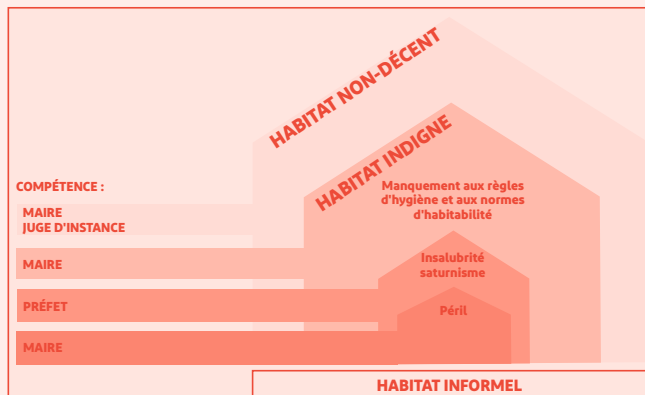 HABITAT NON-DÉCENT
HABITAT INDIGNE
COMPÉTENCE :
Manquement aux règles
d'hygiène et aux normes
d'habitabilité
MAIRE
JUGE D'INSTANCE
MAIRE
Insalubrité
saturnisme
PRÉFET
Péril
MAIRE
HABITAT INFORMEL